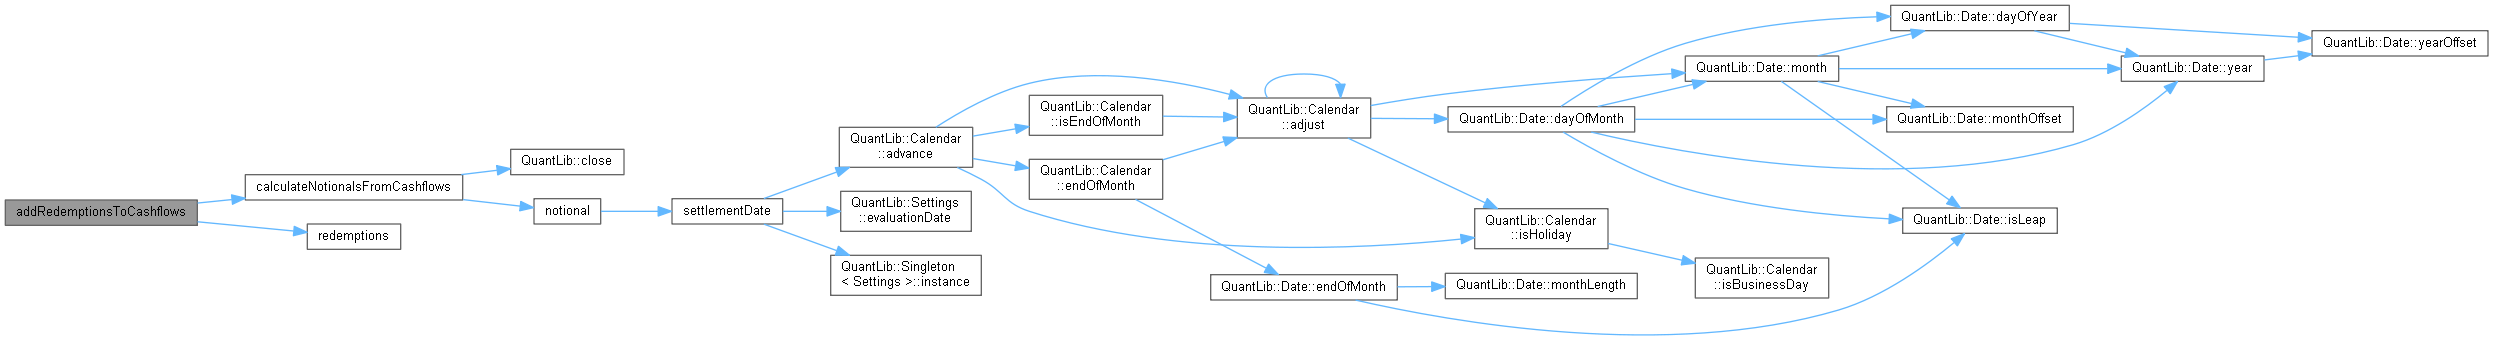 addRedemptionsToCashflows
calculateNotionalsFromCashflows
redemptions
QuantLib::close
notional
settlementDate
QuantLib::Calendar
::advance
QuantLib::Settings
::evaluationDate
QuantLib::Singleton
< Settings >::instance
QuantLib::Calendar
::isEndOfMonth
QuantLib::Calendar
::endOfMonth
QuantLib::Calendar
::adjust
QuantLib::Date::endOfMonth
QuantLib::Date::dayOfMonth
QuantLib::Calendar
::isHoliday
QuantLib::Date::monthLength
QuantLib::Date::month
QuantLib::Calendar
::isBusinessDay
QuantLib::Date::dayOfYear
QuantLib::Date::monthOffset
QuantLib::Date::isLeap
QuantLib::Date::year
QuantLib::Date::yearOffset